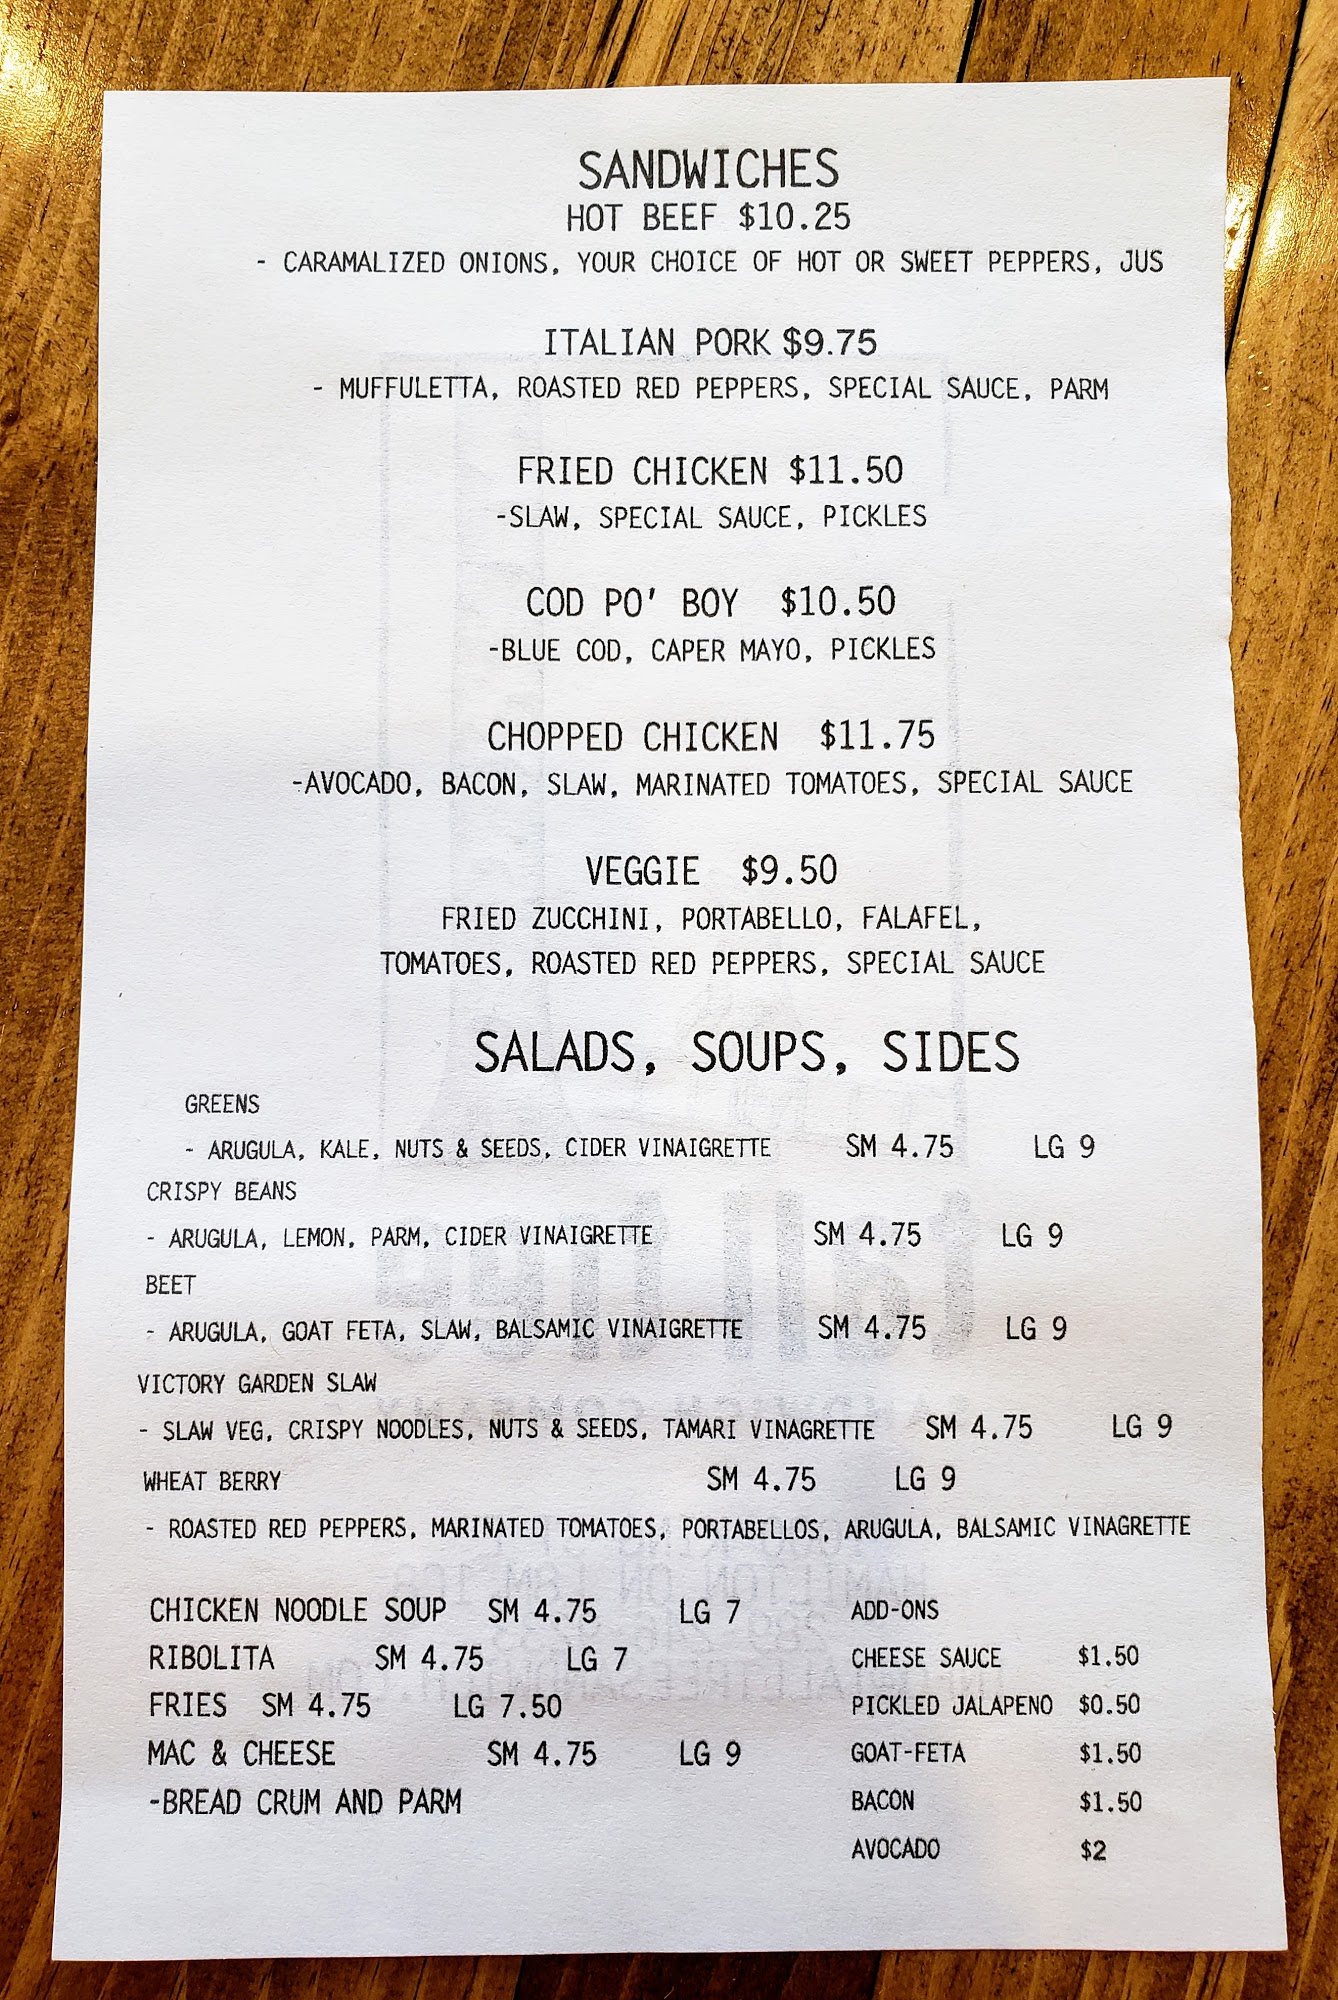 SANDWICHES
HOT BEEF $10.25
- CARAMALIZED ONIONS, YOUR CHOICE OF HOT OR SWEET PEPPERS, JUS
ITALIAN PORK $9.75
- MUFFULETTA, ROASTED RED PEPPERS, SPECIAL SAUCE, PARM
FRIED CHICKEN $11.50
-SLAW, SPECIAL SAUCE, PICKLES
COD PO' BOY $10.50
-BLUE COD, CAPER MAYO, PICKLES
CHOPPED CHICKEN $11.75
-AVOCADO, BACON, SLAW, MARINATED TOMATOES, SPECIAL SAUCE
VEGGIE $9.50
FRIED ZUCCHINI, PORTABELLO, FALAFEL,
TOMATOES, ROASTED RED PEPPERS, SPECIAL SAUCE
SALADS, SOUPS, SIDES
GREENS
- ARUGULA, KALE, NUTS & SEEDS, CIDER VINAIGRETTE SM 4.75 LG 9
CRISPY BEANS
- ARUGULA, LEMON, PARM, CIDER VINAIGRETTE SM 4.75 LG 9
BEET
- ARUGULA, GOAT FETA, SLAW, BALSAMIC VINAIGRETTE SM 4.75 LG 9
VICTORY GARDEN SLAW
- SLAW VEG, CRISPY NOODLES, NUTS & SEEDS, TAMARI VINAGRETTE SM 4.75 LG 9
WHEAT BERRY SM 4.75 LG 9
- ROASTED RED PEPPERS, MARINATED TOMATOES, PORTABELLOS, ARUGULA, BALSAMIC VINAGRETTE
CHICKEN NOODLE SOUP SM 4.75 LG 7
RIBOLITA SM 4.75 LG 7
FRIES SM 4.75 LG 7.50
MAC & CHEESE SM 4.75 LG 9
-BREAD CRUM AND PARM
ADD-ONS
CHEESE SAUCE $1.50
PICKLED JALAPENO $0.50
GOAT-FETA $1.50
BACON $1.50
AVOCADO $2